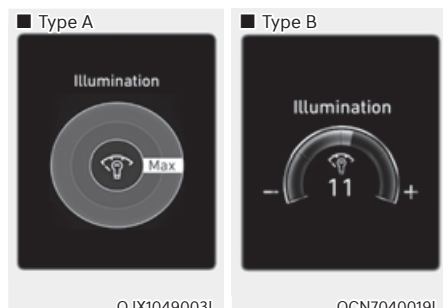 ■ Type A
Illumination
Max
OJX1049003L
■ Type B
Illumination
11
- +
OCN7040019L